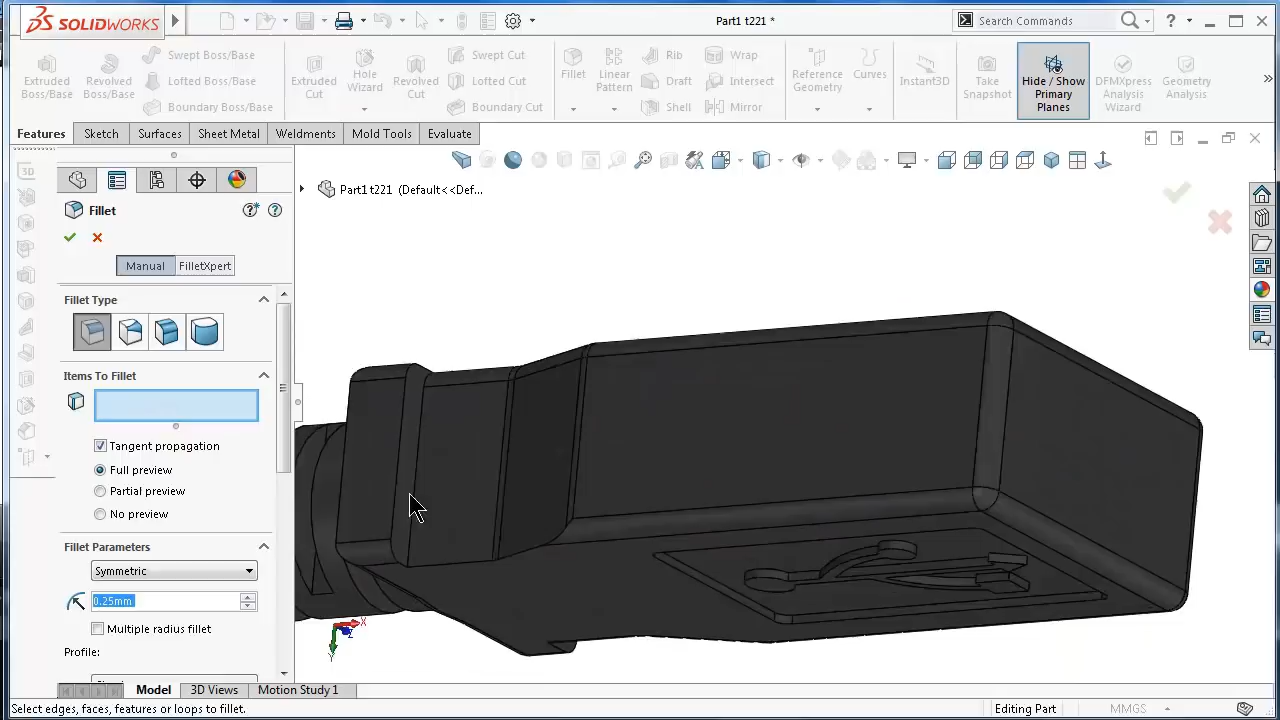 SOLIDWORKS
Part1 t221 *
Search Commands
Extruded Boss/Base
Revolved Boss/Base
Swept Boss/Base
Lofted Boss/Base
Boundary Boss/Base
Extruded Cut
Hole Wizard
Revolved Cut
Swept Cut
Lofted Cut
Boundary Cut
Fillet
Linear Pattern
Rib
Draft
Shell
Wrap
Intersect
Mirror
Reference Geometry
Curves
Instant3D
Take Snapshot
Hide / Show Primary Planes
DFMXpress Analysis Wizard
Geometry Analysis
Features
Sketch
Surfaces
Sheet Metal
Weldments
Mold Tools
Evaluate
Part1 t221 (Default<<Def...
Fillet
Manual
FilletXpert
Fillet Type
Items To Fillet
Tangent propagation
Full preview
Partial preview
No preview
Fillet Parameters
Symmetric
0.25mm
Multiple radius fillet
Profile:
X
Y
Z
Model
3D Views
Motion Study 1
Select edges, faces, features or loops to fillet.
Editing Part
MMGS